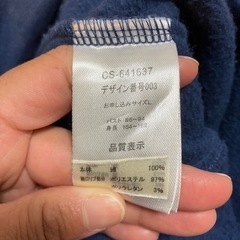 CS-641637
デザイン番号003
お申し込みサイズL
バスト 86〜94
身長 154〜162
品質表示
本体 綿 100%
ポリエステル 97%
ポリウレタン 3%